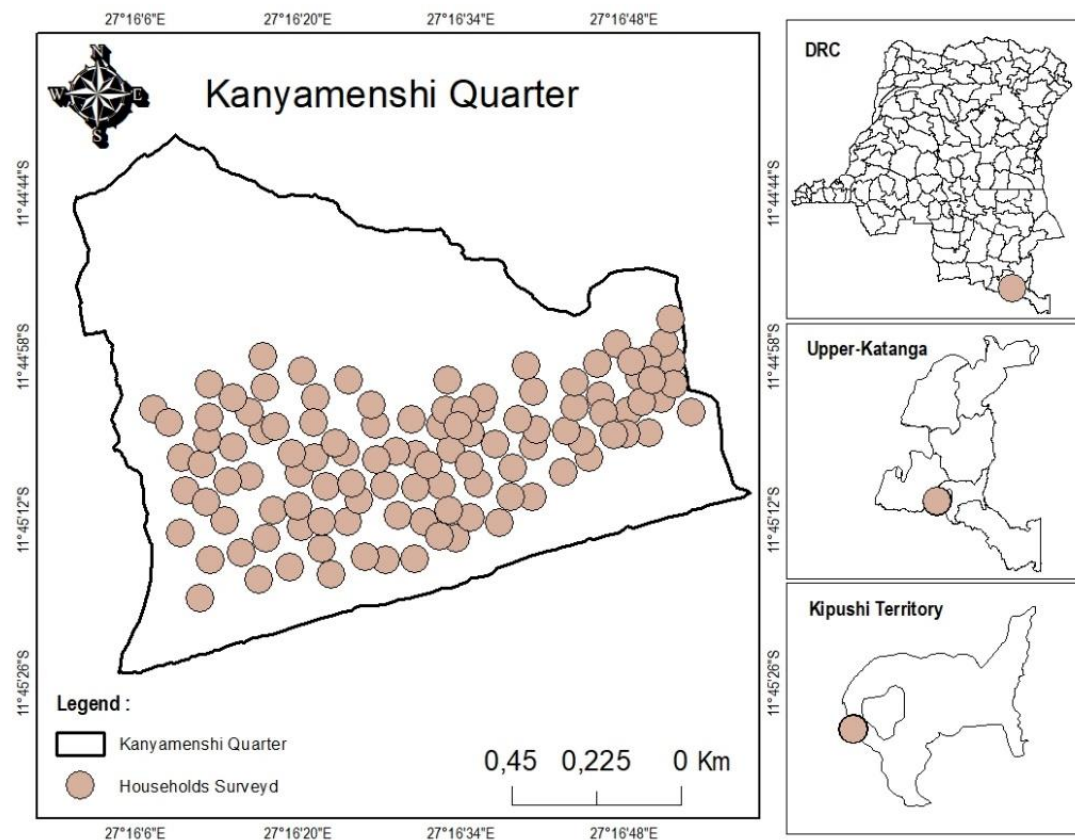 27°16'6"E 27°16'20"E 27°16'34"E 27°16'48"E
N
W E
S
Kanyamenshi Quarter
11°44'44"S 11°44'44"S
11°44'58"S 11°44'58"S
11°45'12"S 11°45'12"S
11°45'26"S 11°45'26"S
Legend :
Kanyamenshi Quarter
Households Surveyd
0,45 0,225 0 Km
27°16'6"E 27°16'20"E 27°16'34"E 27°16'48"E
DRC
Upper-Katanga
Kipushi Territory